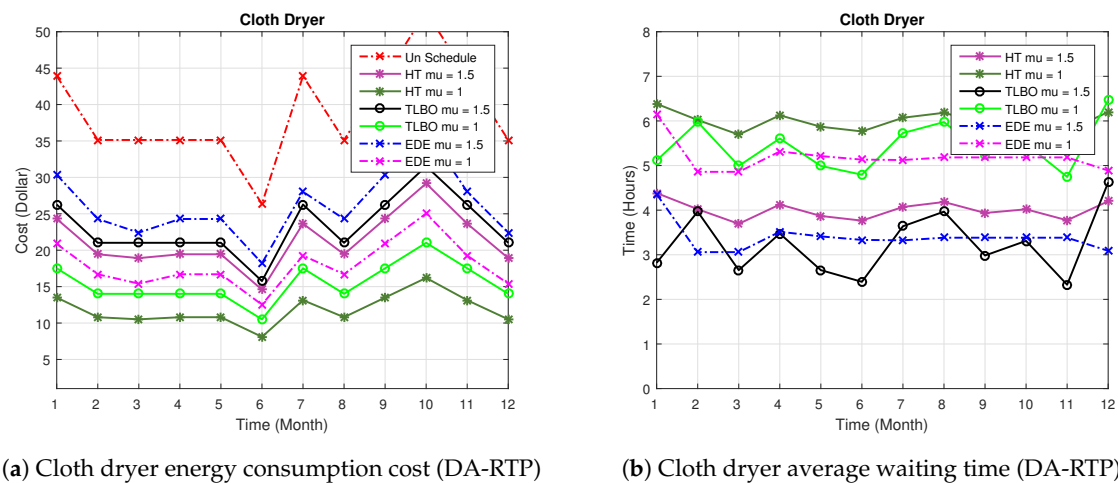 Cloth Dryer
50
45
40
35
30
25
20
15
10
5
Cost (Dollar)
1 2 3 4 5 6 7 8 9 10 11 12
Time (Month)
Un Schedule
HT mu = 1.5
HT mu = 1
TLBO mu = 1.5
TLBO mu = 1
EDE mu = 1.5
EDE mu = 1
(a) Cloth dryer energy consumption cost (DA-RTP)
Cloth Dryer
8
7
6
5
4
3
2
1
0
Time (Hours)
1 2 3 4 5 6 7 8 9 10 11 12
Time (Month)
HT mu = 1.5
HT mu = 1
TLBO mu = 1.5
TLBO mu = 1
EDE mu = 1.5
EDE mu = 1
(b) Cloth dryer average waiting time (DA-RTP)